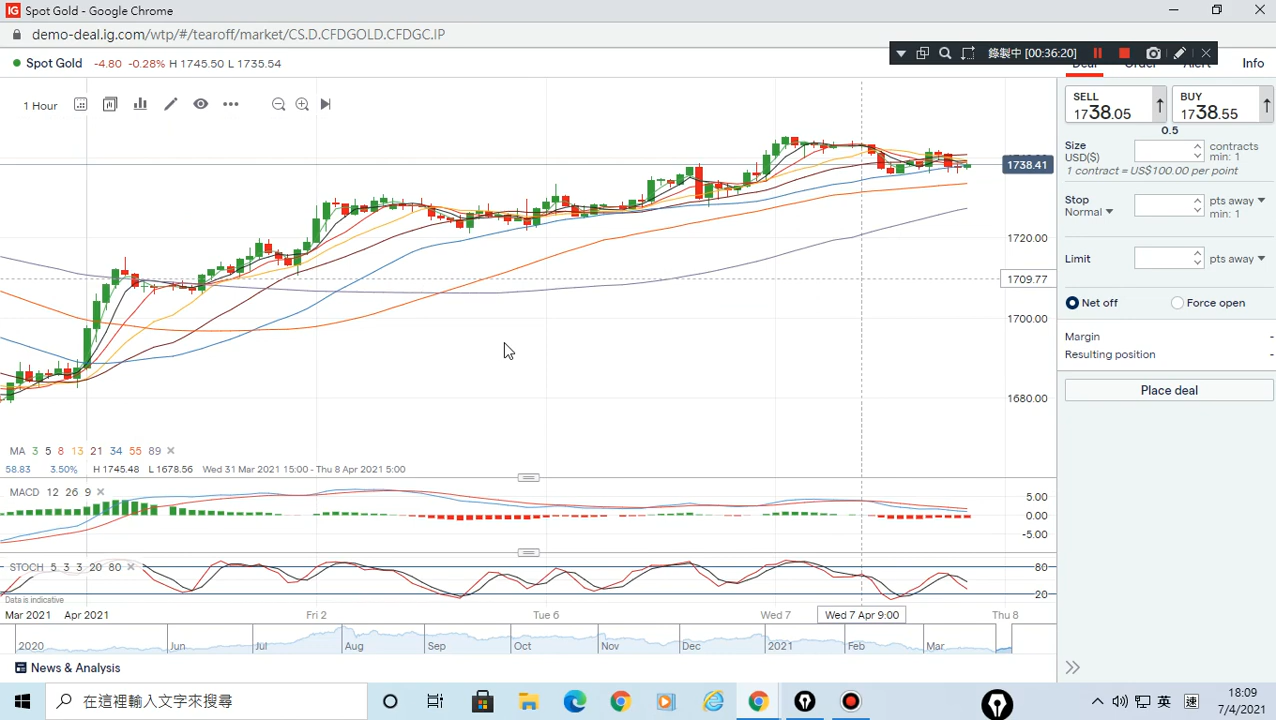 IG Spot Gold - Google Chrome
demo-deal.ig.com/wtp/#/tearoff/market/CS.D.CFDGOLD.CFDGC.IP
錄製中 [00:36:20]
Spot Gold -4.80 -0.28% H 1745.50 L 1735.54
Info
1 Hour
SELL
1738.05
BUY
1738.55
0.5
Size
USD($)
contracts
min: 1
1 contract = US$100.00 per point
Stop
Normal
pts away
min: 1
Limit
pts away
Net off
Force open
Margin
-
Resulting position
-
Place deal
1738.41
1720.00
1709.77
1700.00
1680.00
MA 3 5 8 13 21 34 55 89
58.83 3.50% H 1745.48 L 1678.56 Wed 31 Mar 2021 15:00 - Thu 8 Apr 2021 5:00
MACD 12 26 9
5.00
0.00
-5.00
STOCH 5 3 3 20 80
80
20
Data is indicative
Mar 2021 Apr 2021 Fri 2 Tue 6 Wed 7 Wed 7 Apr 9:00 Thu 8
2020 Jun Jul Aug Sep Oct Nov Dec 2021 Feb Mar
News & Analysis
在這裡輸入文字來搜尋
英
18:09
7/4/2021